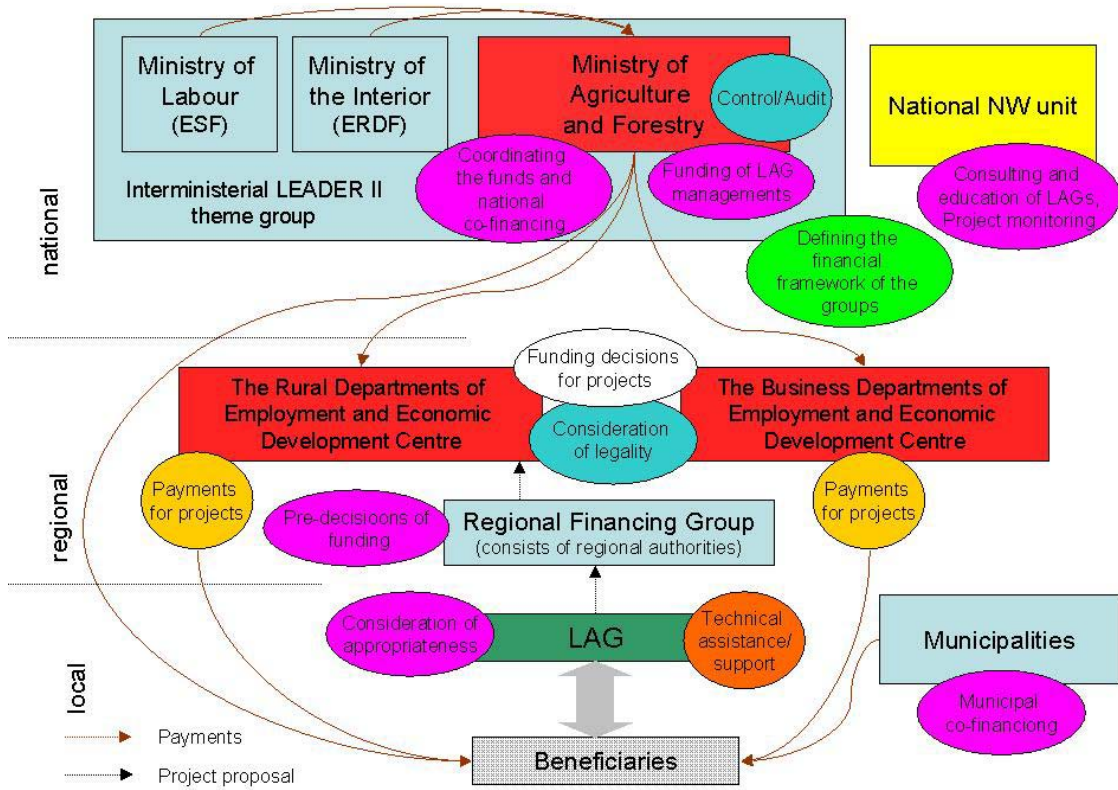 Ministry of
Labour
(ESF)
Ministry of
the Interior
(ERDF)
Ministry of
Agriculture
and Forestry
Control/Audit
National NW unit
Coordinating
the funds and
national
co-financing
Funding of LAG
managements
Consulting and
education of LAGs,
Project monitoring
Interministerial LEADER II
theme group
Defining the
financial
framework of the
groups
national
Funding decisions
for projects
The Rural Departments of
Employment and Economic
Development Centre
The Business Departments of
Employment and Economic
Development Centre
Consideration
of legality
Payments
for projects
Payments
for projects
regional
Pre-decisioons of
funding
Regional Financing Group
(consists of regional authorities)
Consideration of
appropriateness
LAG
Technical
assistance/
support
Municipalities
Municipal
co-financiong
local
Beneficiaries
Payments
Project proposal